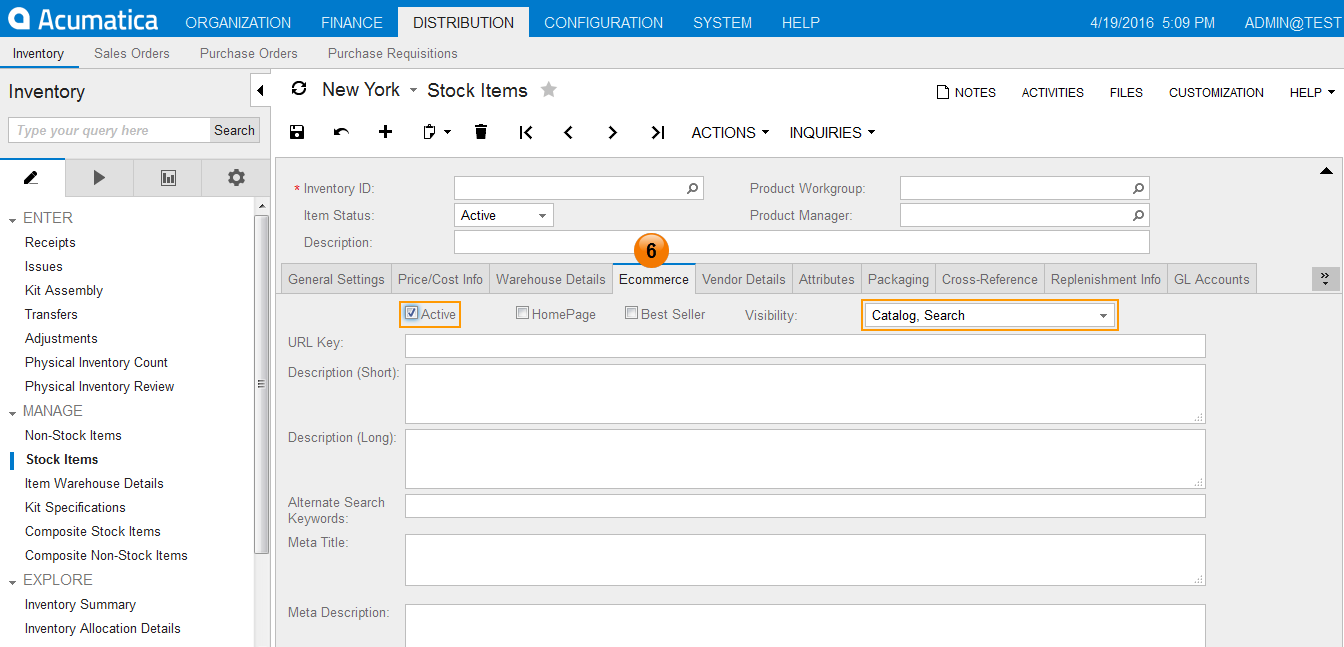 Acumatica ORGANIZATION FINANCE DISTRIBUTION CONFIGURATION SYSTEM HELP 4/19/2016 5:09 PM ADMIN@TEST
Inventory Sales Orders Purchase Orders Purchase Requisitions
Inventory
Type your query here Search
ENTER
Receipts
Issues
Kit Assembly
Transfers
Adjustments
Physical Inventory Count
Physical Inventory Review
MANAGE
Non-Stock Items
Stock Items
Item Warehouse Details
Kit Specifications
Composite Stock Items
Composite Non-Stock Items
EXPLORE
Inventory Summary
Inventory Allocation Details
New York Stock Items NOTES ACTIVITIES FILES CUSTOMIZATION HELP
ACTIONS INQUIRIES
* Inventory ID: Product Workgroup:
Item Status: Active Product Manager:
Description:
6
General Settings Price/Cost Info Warehouse Details Ecommerce Vendor Details Attributes Packaging Cross-Reference Replenishment Info GL Accounts
Active HomePage Best Seller Visibility: Catalog, Search
URL Key:
Description (Short):
Description (Long):
Alternate Search
Keywords:
Meta Title:
Meta Description: